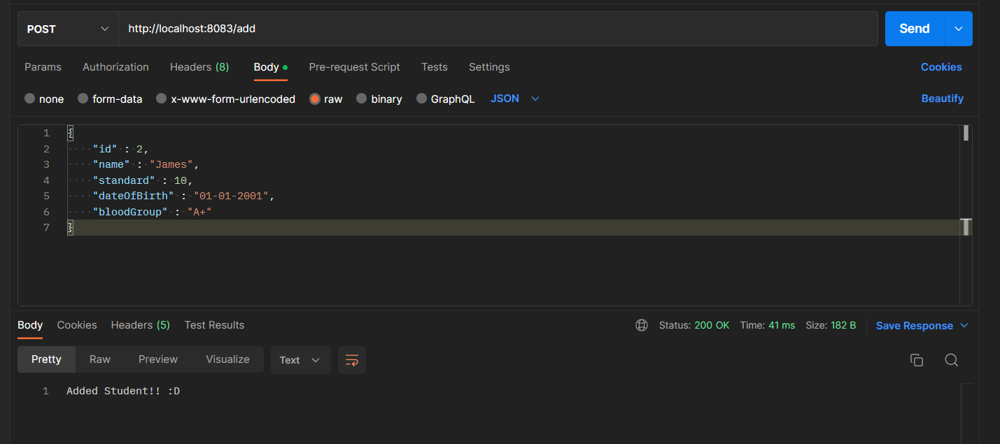 POST http://localhost:8083/add Send
Params Authorization Headers (8) Body Pre-request Script Tests Settings Cookies
none form-data x-www-form-urlencoded raw binary GraphQL JSON Beautify
1 {
2 "id" : 2,
3 "name" : "James",
4 "standard" : 10,
5 "dateOfBirth" : "01-01-2001",
6 "bloodGroup" : "A+"
7 }
Body Cookies Headers (5) Test Results Status: 200 OK Time: 41 ms Size: 182 B Save Response
Pretty Raw Preview Visualize Text
1 Added Student!! :D